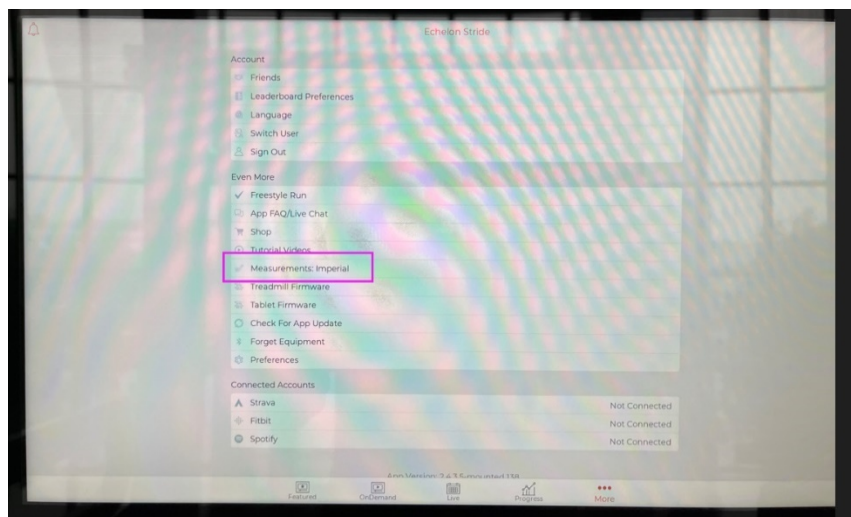 Echelon Stride
Account
Friends
Leaderboard Preferences
Language
Switch User
Sign Out
Even More
Freestyle Run
App FAQ/Live Chat
Shop
Tutorial Videos
Measurements: Imperial
Treadmill Firmware
Tablet Firmware
Check For App Update
Forget Equipment
Preferences
Connected Accounts
Strava Not Connected
Fitbit Not Connected
Spotify Not Connected
App Version:
Featured OnDemand Live Progress More